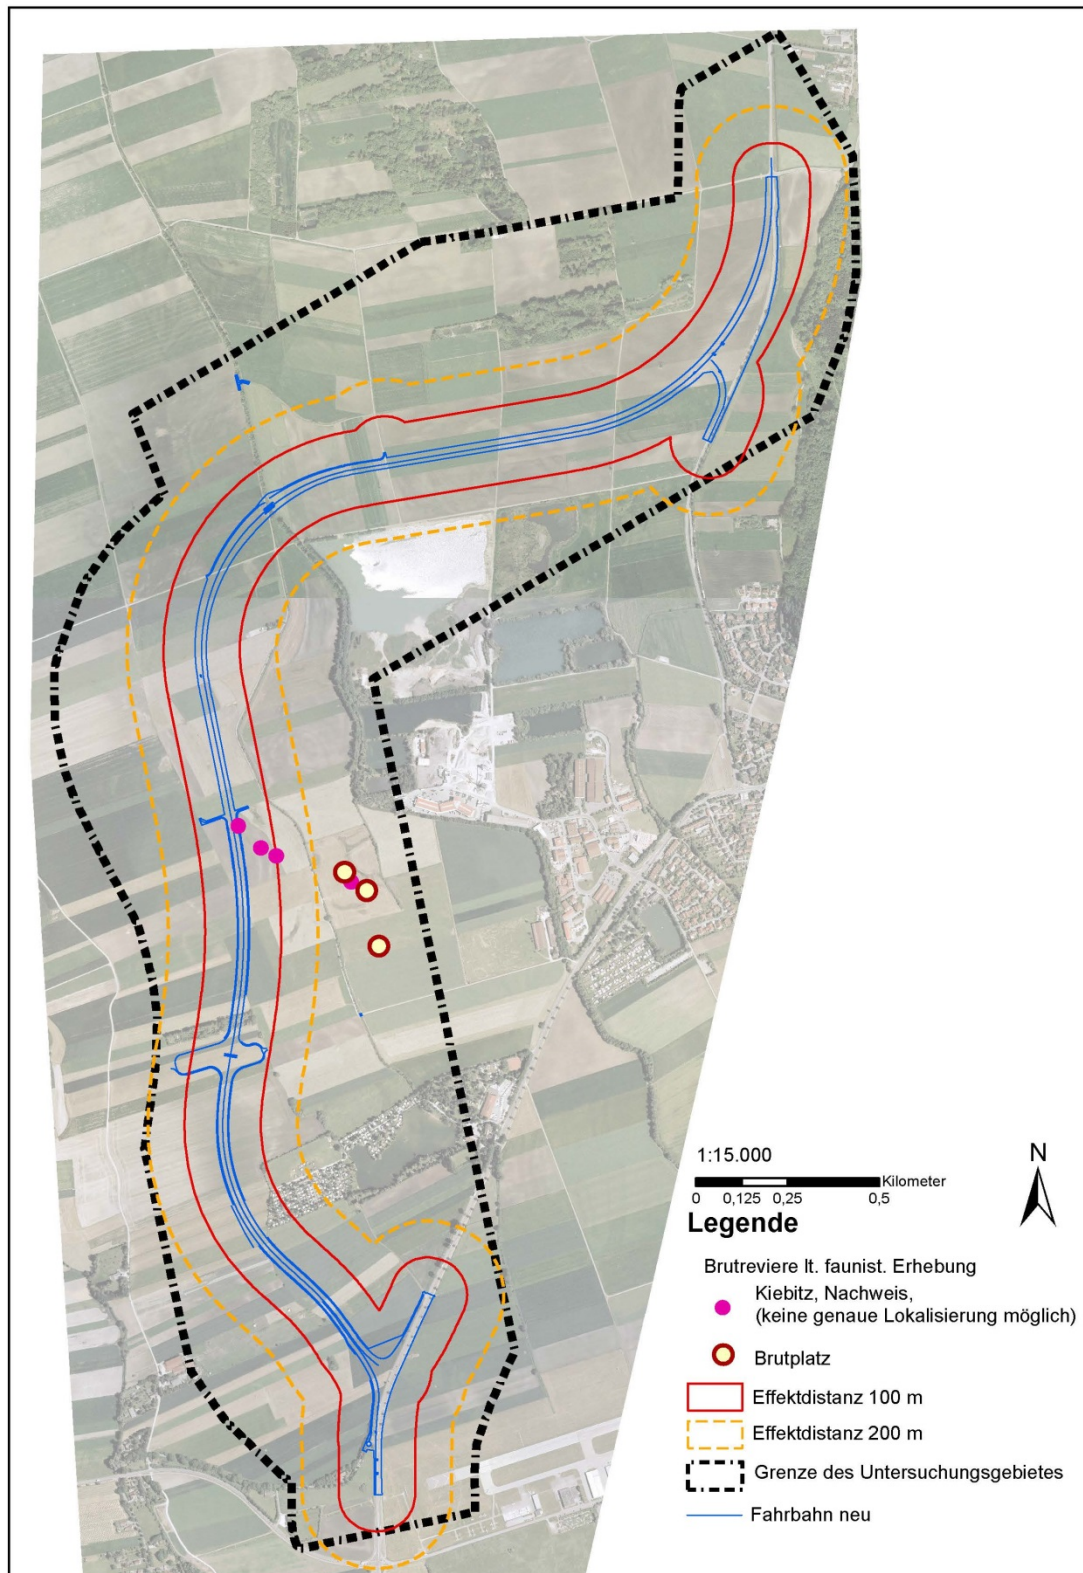 1:15.000
N
Kilometer
0 0,125 0,25 0,5
Legende
Brutreviere lt. faunist. Erhebung
Kiebitz, Nachweis,
(keine genaue Lokalisierung möglich)
Brutplatz
Effektdistanz 100 m
Effektdistanz 200 m
Grenze des Untersuchungsgebietes
Fahrbahn neu